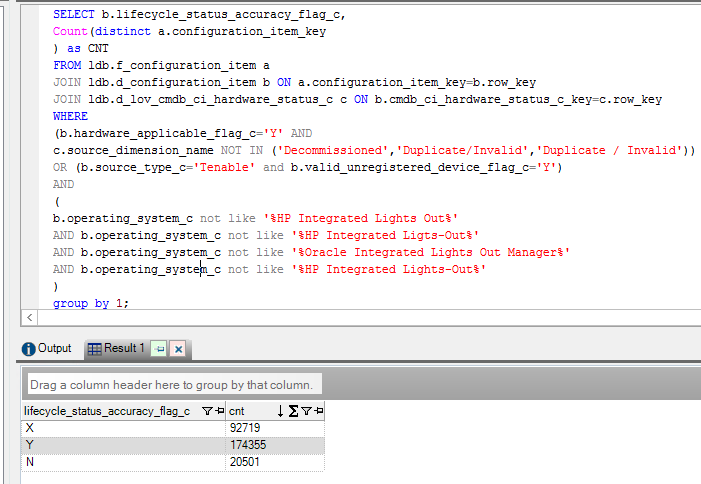 SELECT b.lifecycle_status_accuracy_flag_c,
Count(distinct a.configuration_item_key
) as CNT
FROM ldb.f_configuration_item a
JOIN ldb.d_configuration_item b ON a.configuration_item_key=b.row_key
JOIN ldb.d_lov_cmdb_ci_hardware_status_c c ON b.cmdb_ci_hardware_status_c_key=c.row_key
WHERE
(b.hardware_applicable_flag_c='Y' AND
c.source_dimension_name NOT IN ('Decommissioned','Duplicate/Invalid','Duplicate / Invalid'))
OR (b.source_type_c='Tenable' and b.valid_unregistered_device_flag_c='Y')
AND
(
b.operating_system_c not like '%HP Integrated Lights Out%'
AND b.operating_system_c not like '%HP Integrated Ligts-Out%'
AND b.operating_system_c not like '%Oracle Integrated Lights Out Manager%'
AND b.operating_system_c not like '%HP Integrated Lights-Out%'
)
group by 1;
Output Result 1
Drag a column header here to group by that column.
lifecycle_status_accuracy_flag_c cnt
X 92719
Y 174355
N 20501